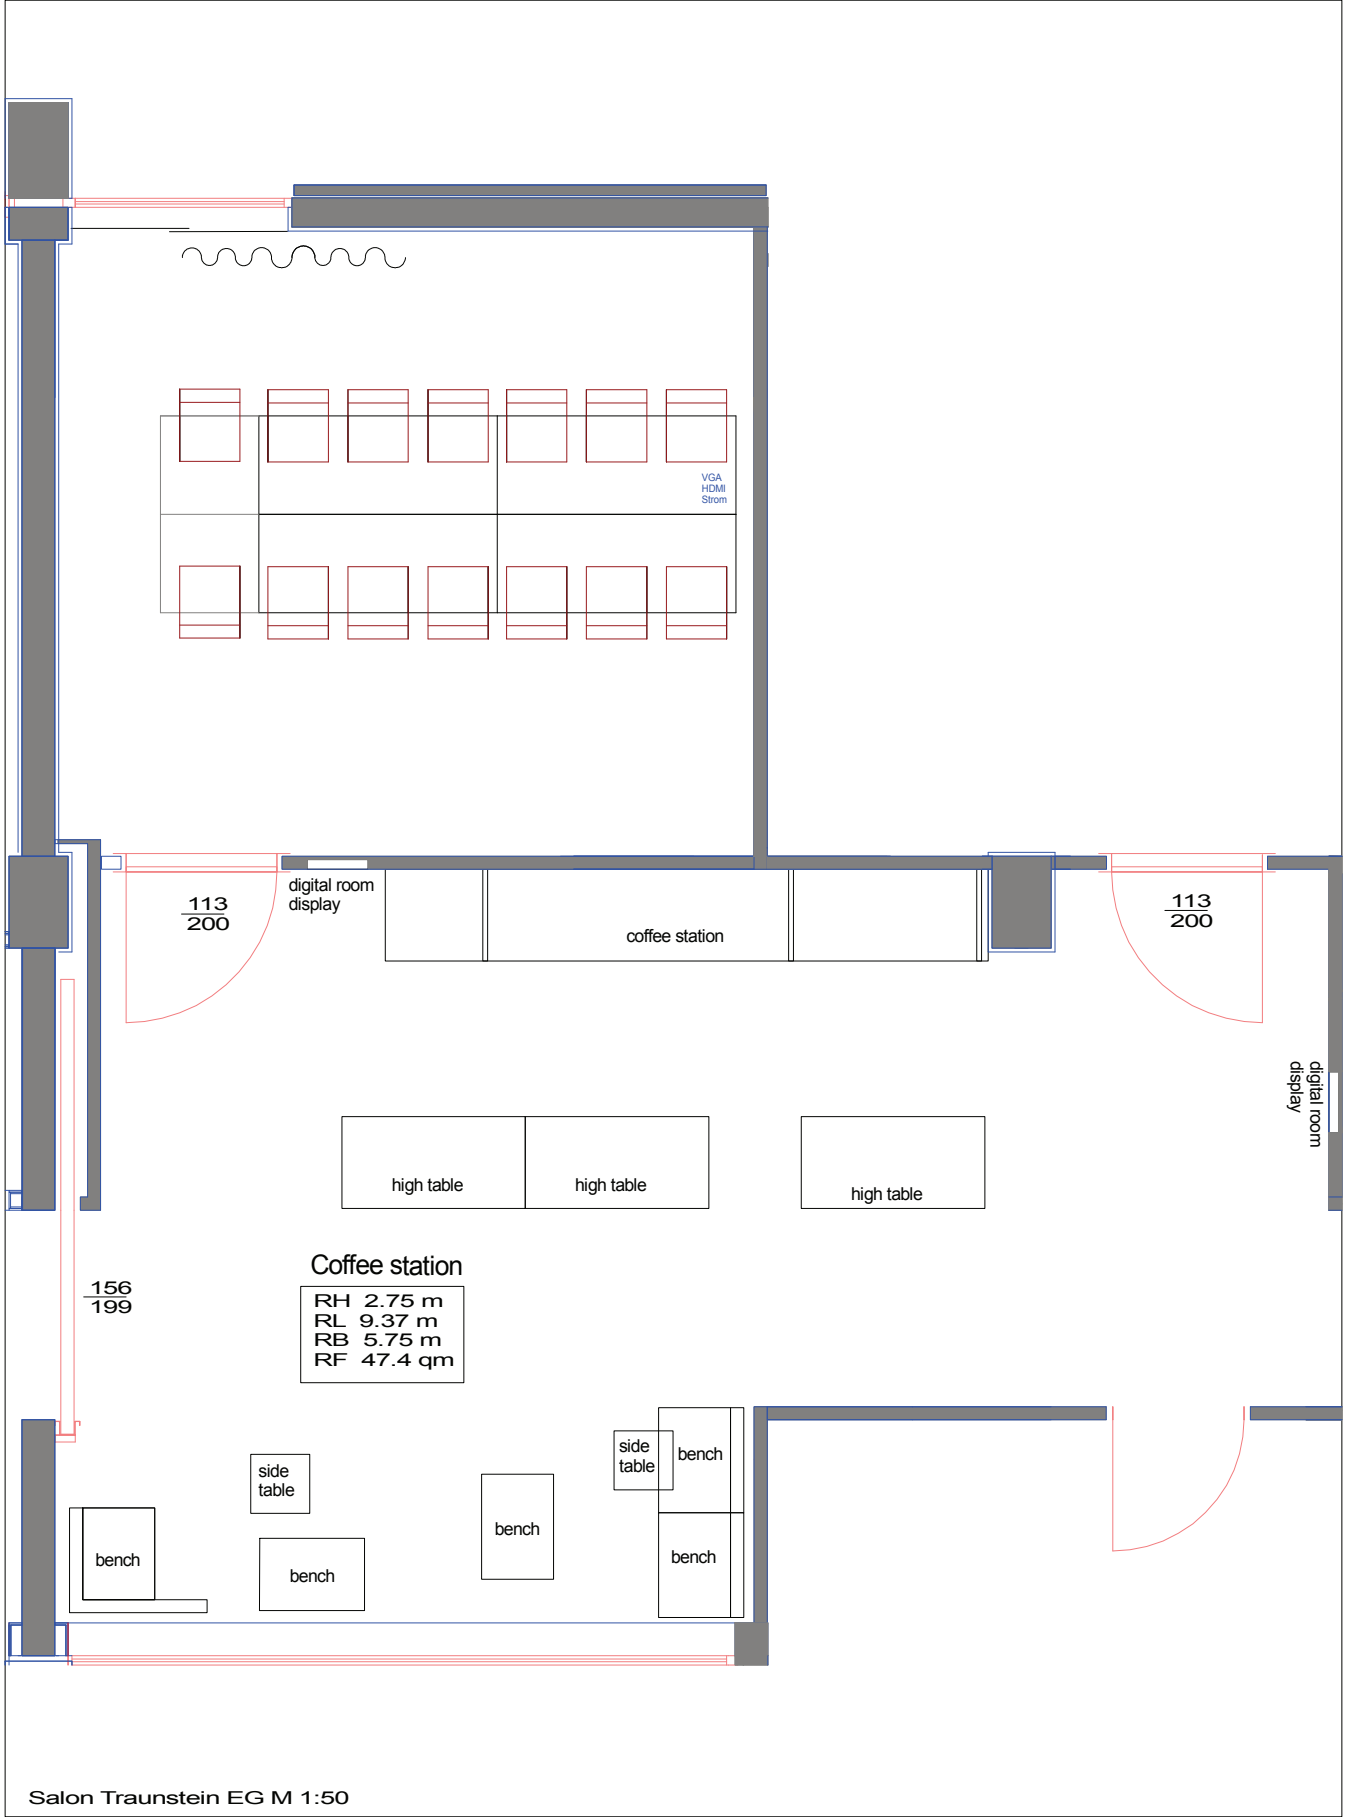 VGA
HDMI
Strom
digital room
display
113
200
coffee station
113
200
digital room
display
high table
high table
high table
Coffee station
156
199
RH 2.75 m
RL 9.37 m
RB 5.75 m
RF 47.4 qm
side
table
bench
side
table
bench
bench
bench
bench
Salon Traunstein EG M 1:50